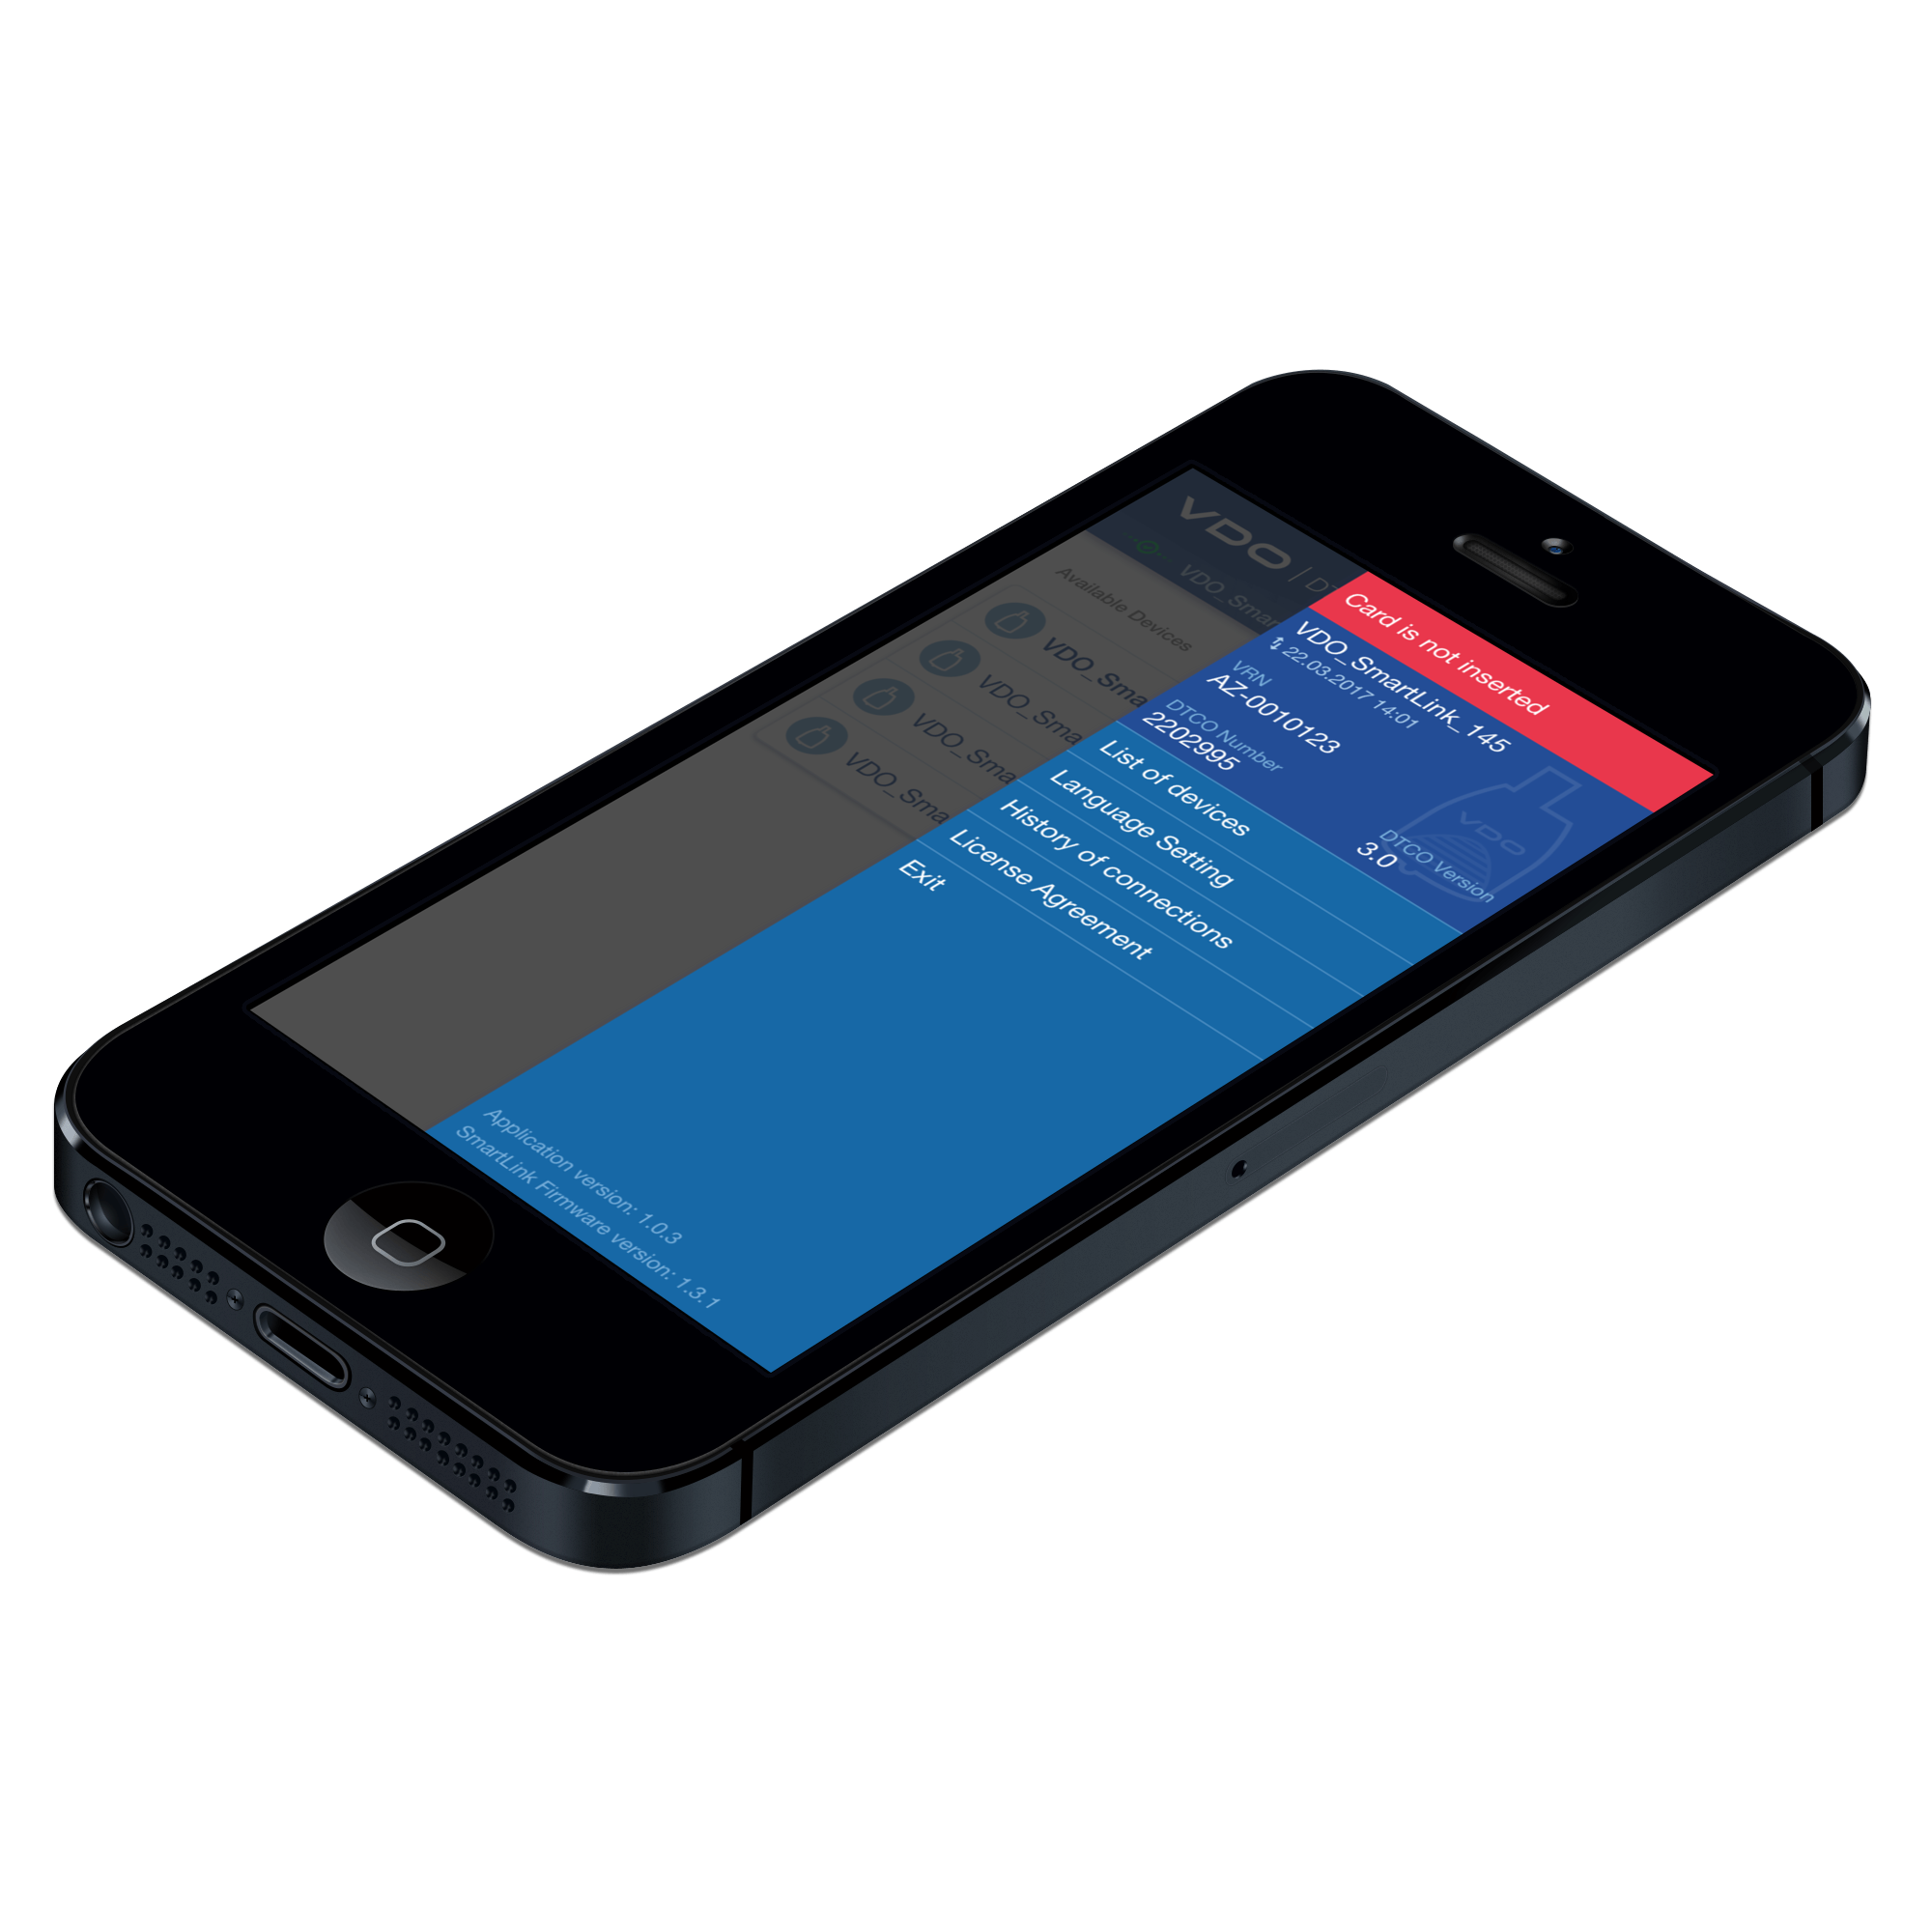 VDO
VDO_Smar
Available Devices
VDO_Sma
VDO_Sma
VDO_Sma
VDO_Sma
Card is not inserted
VDO_SmartLink_ 145
22.03.2017 14:01
VRN
AZ-0010123
DTCO Number
2202995
DTCO Version
3.0
VDO
List of devices
Language Setting
History of connections
License Agreement
Exit
Application version: 1.0.3
SmartLink Firmware version: 1.3.1